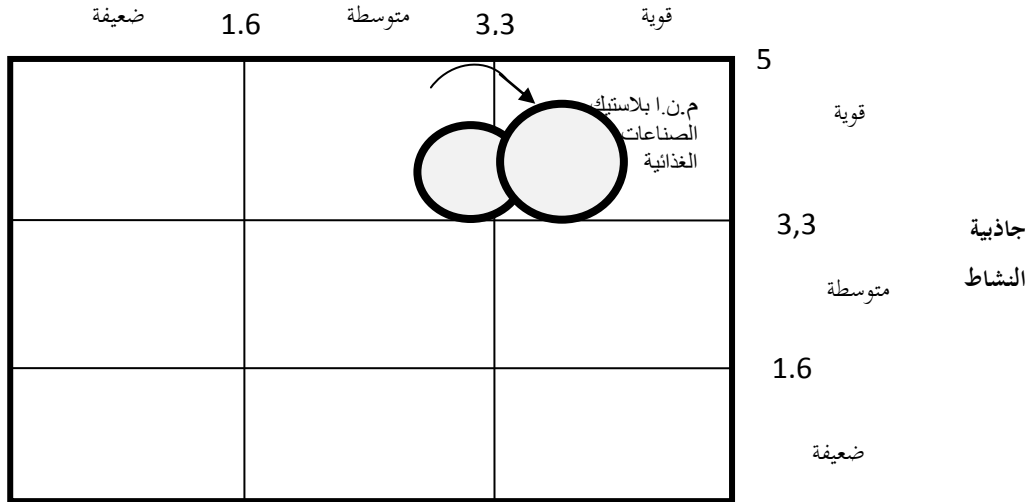 قوية
3,3
متوسطة
1.6
ضعيفة
5
قوية
م.ن.ا بلاستيك
الصناعات
الغذائية
3,3
جاذبية
النشاط
متوسطة
1.6
ضعيفة